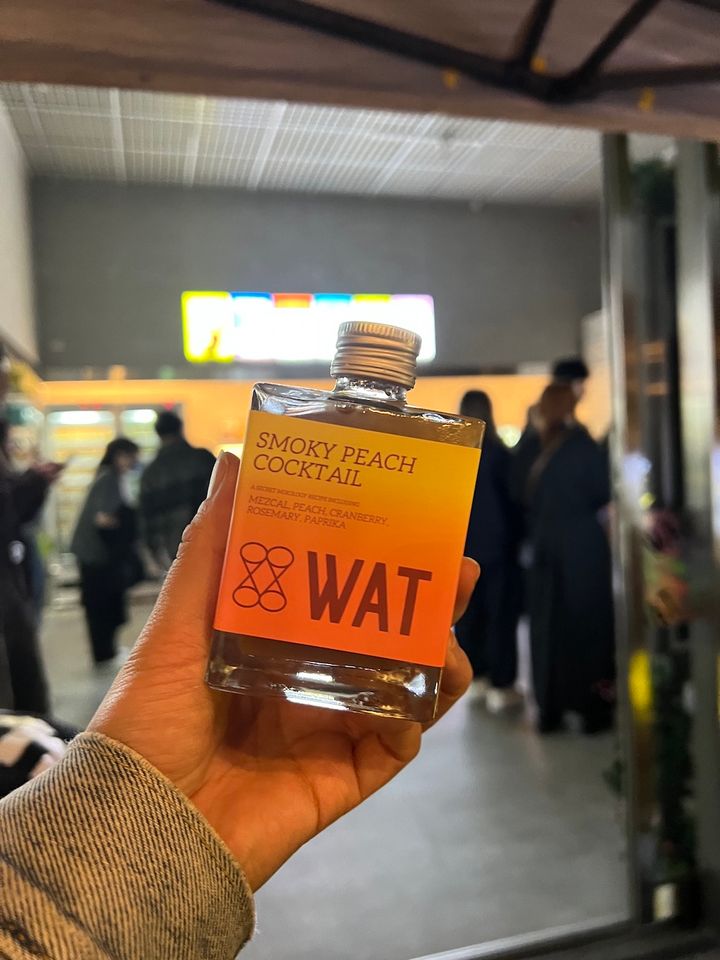 SMOKY PEACH
COCKTAIL
A SECRET MIXOLOGY RECIPE INCLUDING
MEZCAL, PEACH, CRANBERRY,
ROSEMARY, PAPRIKA
WAT